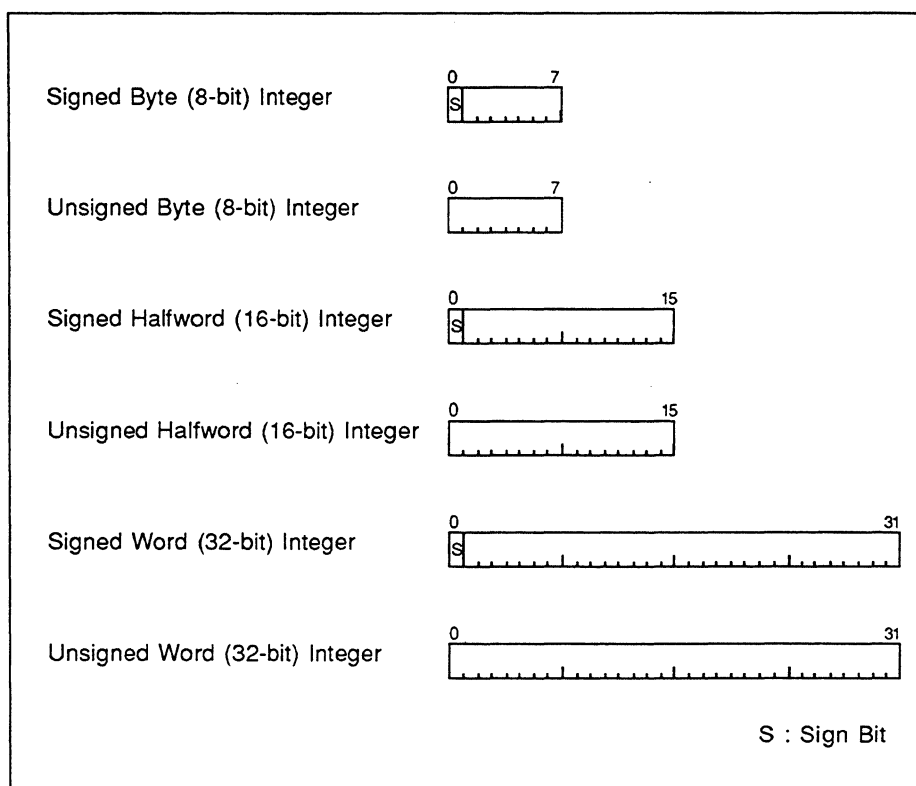 0 7
Signed Byte (8-bit) Integer
S
0 7
Unsigned Byte (8-bit) Integer
0 15
Signed Halfword (16-bit) Integer
S
0 15
Unsigned Halfword (16-bit) Integer
0 31
Signed Word (32-bit) Integer
S
0 31
Unsigned Word (32-bit) Integer
S : Sign Bit